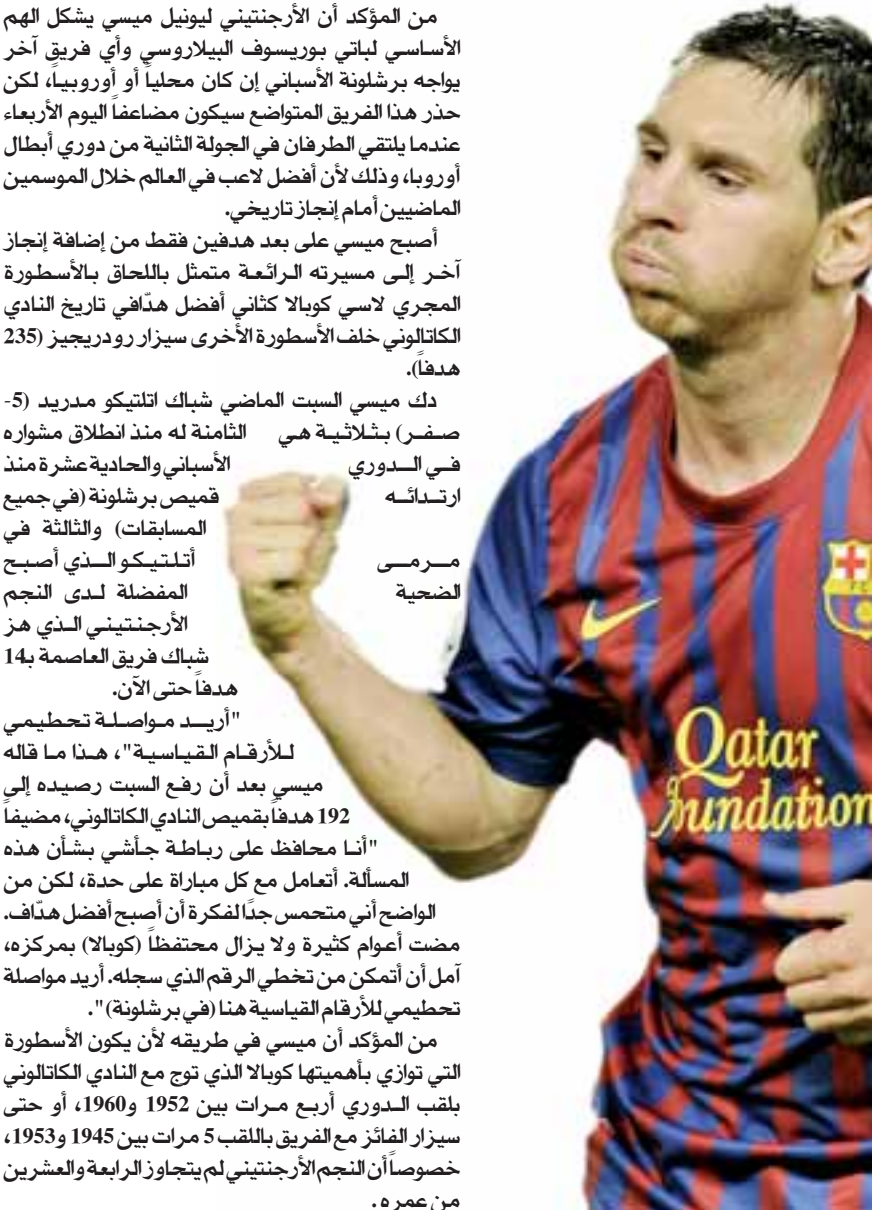 من المؤكد أن الأرجنتيني ليونيل ميسي يشكل الهم
الأساسي لباتي بوريسوف البيلاروسي وأي فريق آخر
يواجه برشلونة الأسباني إن كان محلياً أو أوروبياً، لكن
حذر هذا الفريق المتواضع سيكون مضاعفاً اليوم الأربعاء
عندما يلتقي الطرفان في الجولة الثانية من دوري أبطال
أوروبا، وذلك لأن أفضل لاعب في العالم خلال الموسمين
الماضيين أمام إنجاز تاريخي.
أصبح ميسي على بعد هدفين فقط من إضافة إنجاز
آخر إلى مسيرته الرائعة متمثل باللحاق بالأسطورة
المجري لاسي كوبالا كثاني أفضل هدّافي تاريخ النادي
الكاتالوني خلف الأسطورة الأخرى سيزار رودريجيز (235
هدفاً).
دك ميسي السبت الماضي شباك اتلتيكو مدريد (5-
صفر) بثلاثية هي الثامنة له منذ انطلاق مشواره
في الدوري الأسباني والحادية عشرة منذ
ارتدائه قميص برشلونة (في جميع
المسابقات) والثالثة في
مرمى أتلتيكو الذي أصبح
الضحية المفضلة لدى النجم
الأرجنتيني الذي هز
شباك فريق العاصمة بـ14
هدفاً حتى الآن.
"أريد مواصلة تحطيمي
للأرقام القياسية"، هذا ما قاله
ميسي بعد أن رفع السبت رصيده إلى
192 هدفاً بقميص النادي الكاتالوني، مضيفاً
"أنا محافظ على رباطة جأشي بشأن هذه
المسألة. أتعامل مع كل مباراة على حدة، لكن من
الواضح أني متحمس جدًا لفكرة أن أصبح أفضل هدّاف.
مضت أعوام كثيرة ولا يزال محتفظاً (كوبالا) بمركزه،
آمل أن أتمكن من تخطي الرقم الذي سجله. أريد مواصلة
تحطيمي للأرقام القياسية هنا (في برشلونة)".
من المؤكد أن ميسي في طريقه لأن يكون الأسطورة
التي توازي بأهميتها كوبالا الذي توج مع النادي الكاتالوني
بلقب الدوري أربع مرات بين 1952 و1960، أو حتى
سيزار الفائز مع الفريق باللقب 5 مرات بين 1945 و1953،
خصوصاً أن النجم الأرجنتيني لم يتجاوز الرابعة والعشرين
من عمره.
Qatar
Foundation